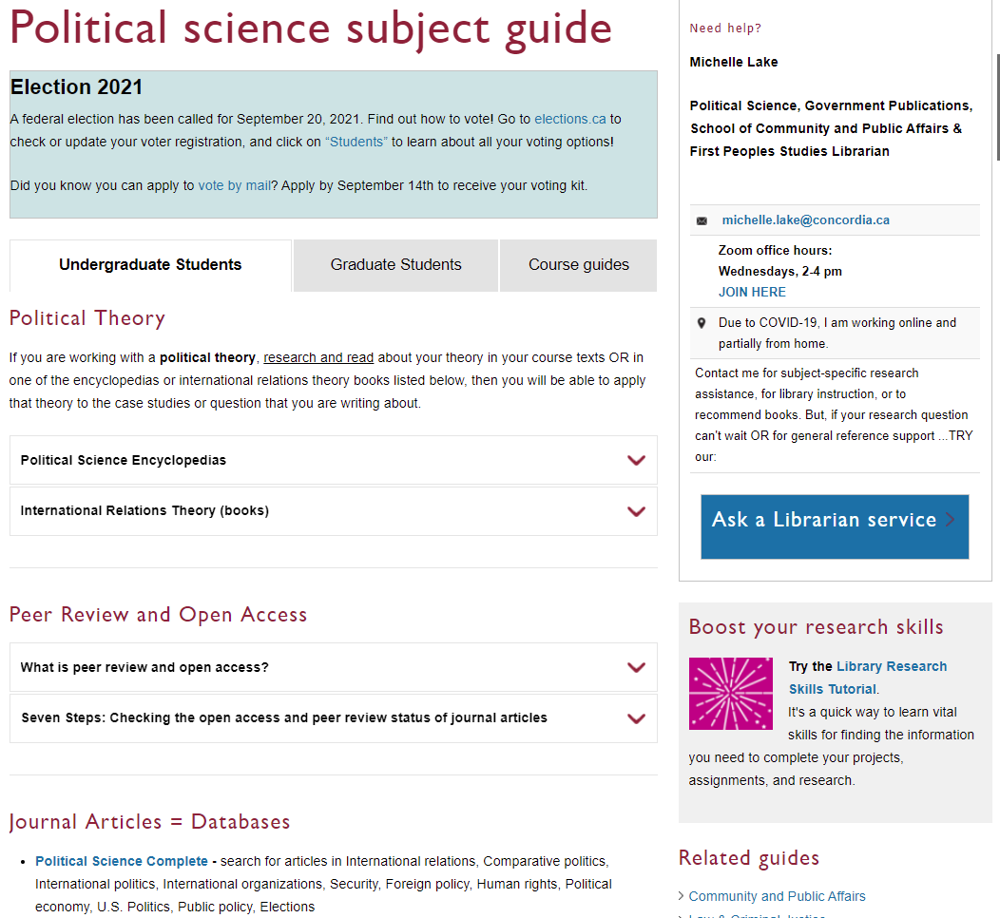 Political science subject guide
Election 2021
A federal election has been called for September 20, 2021. Find out how to vote! Go to elections.ca to
check or update your voter registration, and click on “Students” to learn about all your voting options!
Did you know you can apply to vote by mail? Apply by September 14th to receive your voting kit.
Undergraduate Students
Graduate Students
Course guides
Political Theory
If you are working with a political theory, research and read about your theory in your course texts OR in
one of the encyclopedias or international relations theory books listed below, then you will be able to apply
that theory to the case studies or question that you are writing about.
Political Science Encyclopedias
International Relations Theory (books)
Peer Review and Open Access
What is peer review and open access?
Seven Steps: Checking the open access and peer review status of journal articles
Journal Articles = Databases
• Political Science Complete - search for articles in International relations, Comparative politics,
International politics, International organizations, Security, Foreign policy, Human rights, Political
economy, U.S. Politics, Public policy, Elections
Need help?
Michelle Lake
Political Science, Government Publications,
School of Community and Public Affairs &
First Peoples Studies Librarian
michelle.lake@concordia.ca
Zoom office hours:
Wednesdays, 2-4 pm
JOIN HERE
Due to COVID-19, I am working online and
partially from home.
Contact me for subject-specific research
assistance, for library instruction, or to
recommend books. But, if your research question
can't wait OR for general reference support ...TRY
our:
Ask a Librarian service
Boost your research skills
Try the Library Research
Skills Tutorial.
It's a quick way to learn vital
skills for finding the information
you need to complete your projects,
assignments, and research.
Related guides
Community and Public Affairs
Law & Criminal Justice